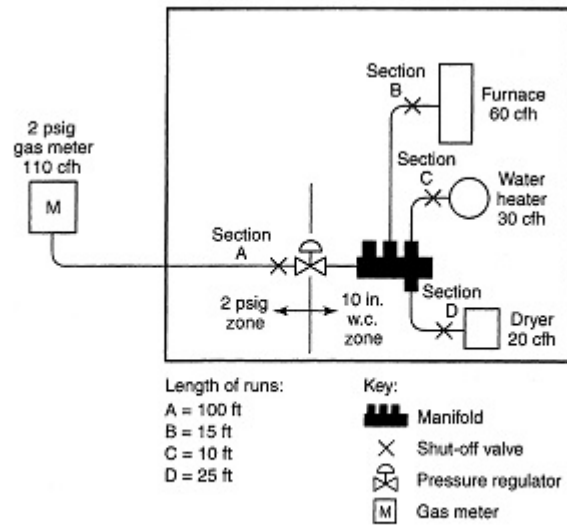 2 psig
gas meter
110 cfh
M
Section
A
2 psig
zone
10 in.
w.c.
zone
Section
B
Furnace
60 cfh
Section
C
Water
heater
30 cfh
Section
D
Dryer
20 cfh
Length of runs:
A = 100 ft
B = 15 ft
C = 10 ft
D = 25 ft
Key:
Manifold
Shut-off valve
Pressure regulator
M
Gas meter